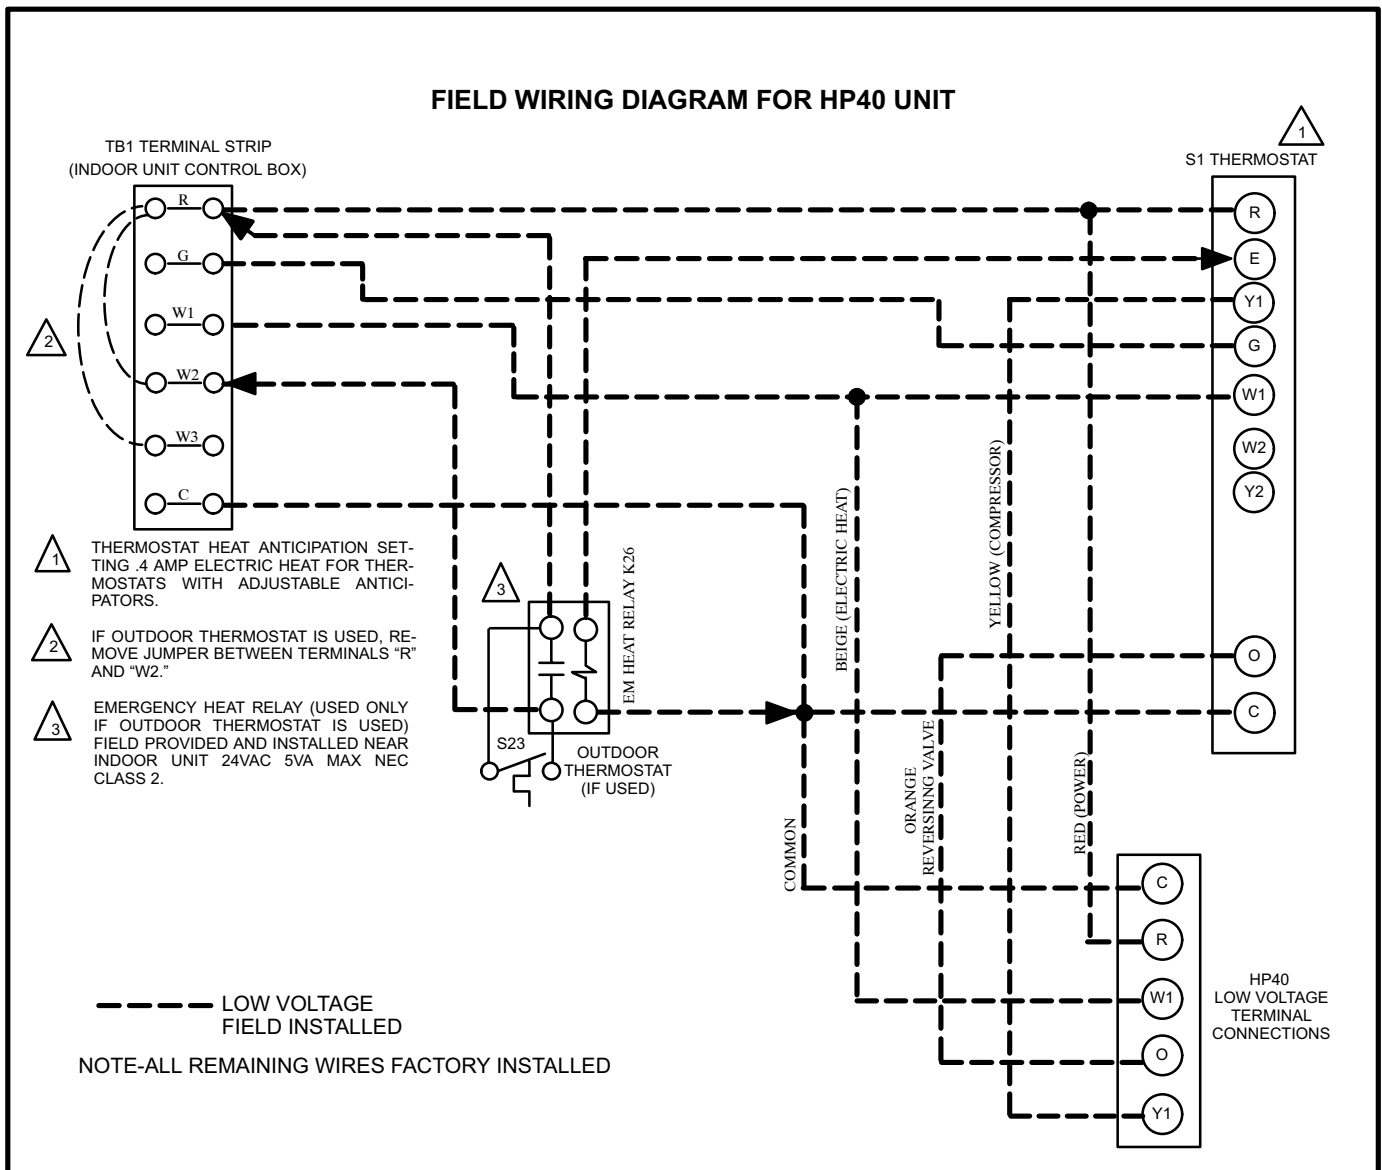 FIELD WIRING DIAGRAM FOR HP40 UNIT
TB1 TERMINAL STRIP
(INDOOR UNIT CONTROL BOX)
1
S1 THERMOSTAT
R
G
W1
W2
W3
C
2
R
E
Y1
G
W1
W2
Y2
O
C
1
THERMOSTAT HEAT ANTICIPATION SET-
TING .4 AMP ELECTRIC HEAT FOR THER-
MOSTATS WITH ADJUSTABLE ANTICI-
PATORS.
2
IF OUTDOOR THERMOSTAT IS USED, RE-
MOVE JUMPER BETWEEN TERMINALS “R”
AND “W2.”
3
EMERGENCY HEAT RELAY (USED ONLY
IF OUTDOOR THERMOSTAT IS USED)
FIELD PROVIDED AND INSTALLED NEAR
INDOOR UNIT 24VAC 5VA MAX NEC
CLASS 2.
3
EM HEAT RELAY K26
S23
OUTDOOR
THERMOSTAT
(IF USED)
COMMON
BEIGE (ELECTRIC HEAT)
ORANGE
REVERSINING VALVE
YELLOW (COMPRESSOR)
RED (POWER)
C
R
W1
O
Y1
HP40
LOW VOLTAGE
TERMINAL
CONNECTIONS
LOW VOLTAGE
FIELD INSTALLED
NOTE-ALL REMAINING WIRES FACTORY INSTALLED